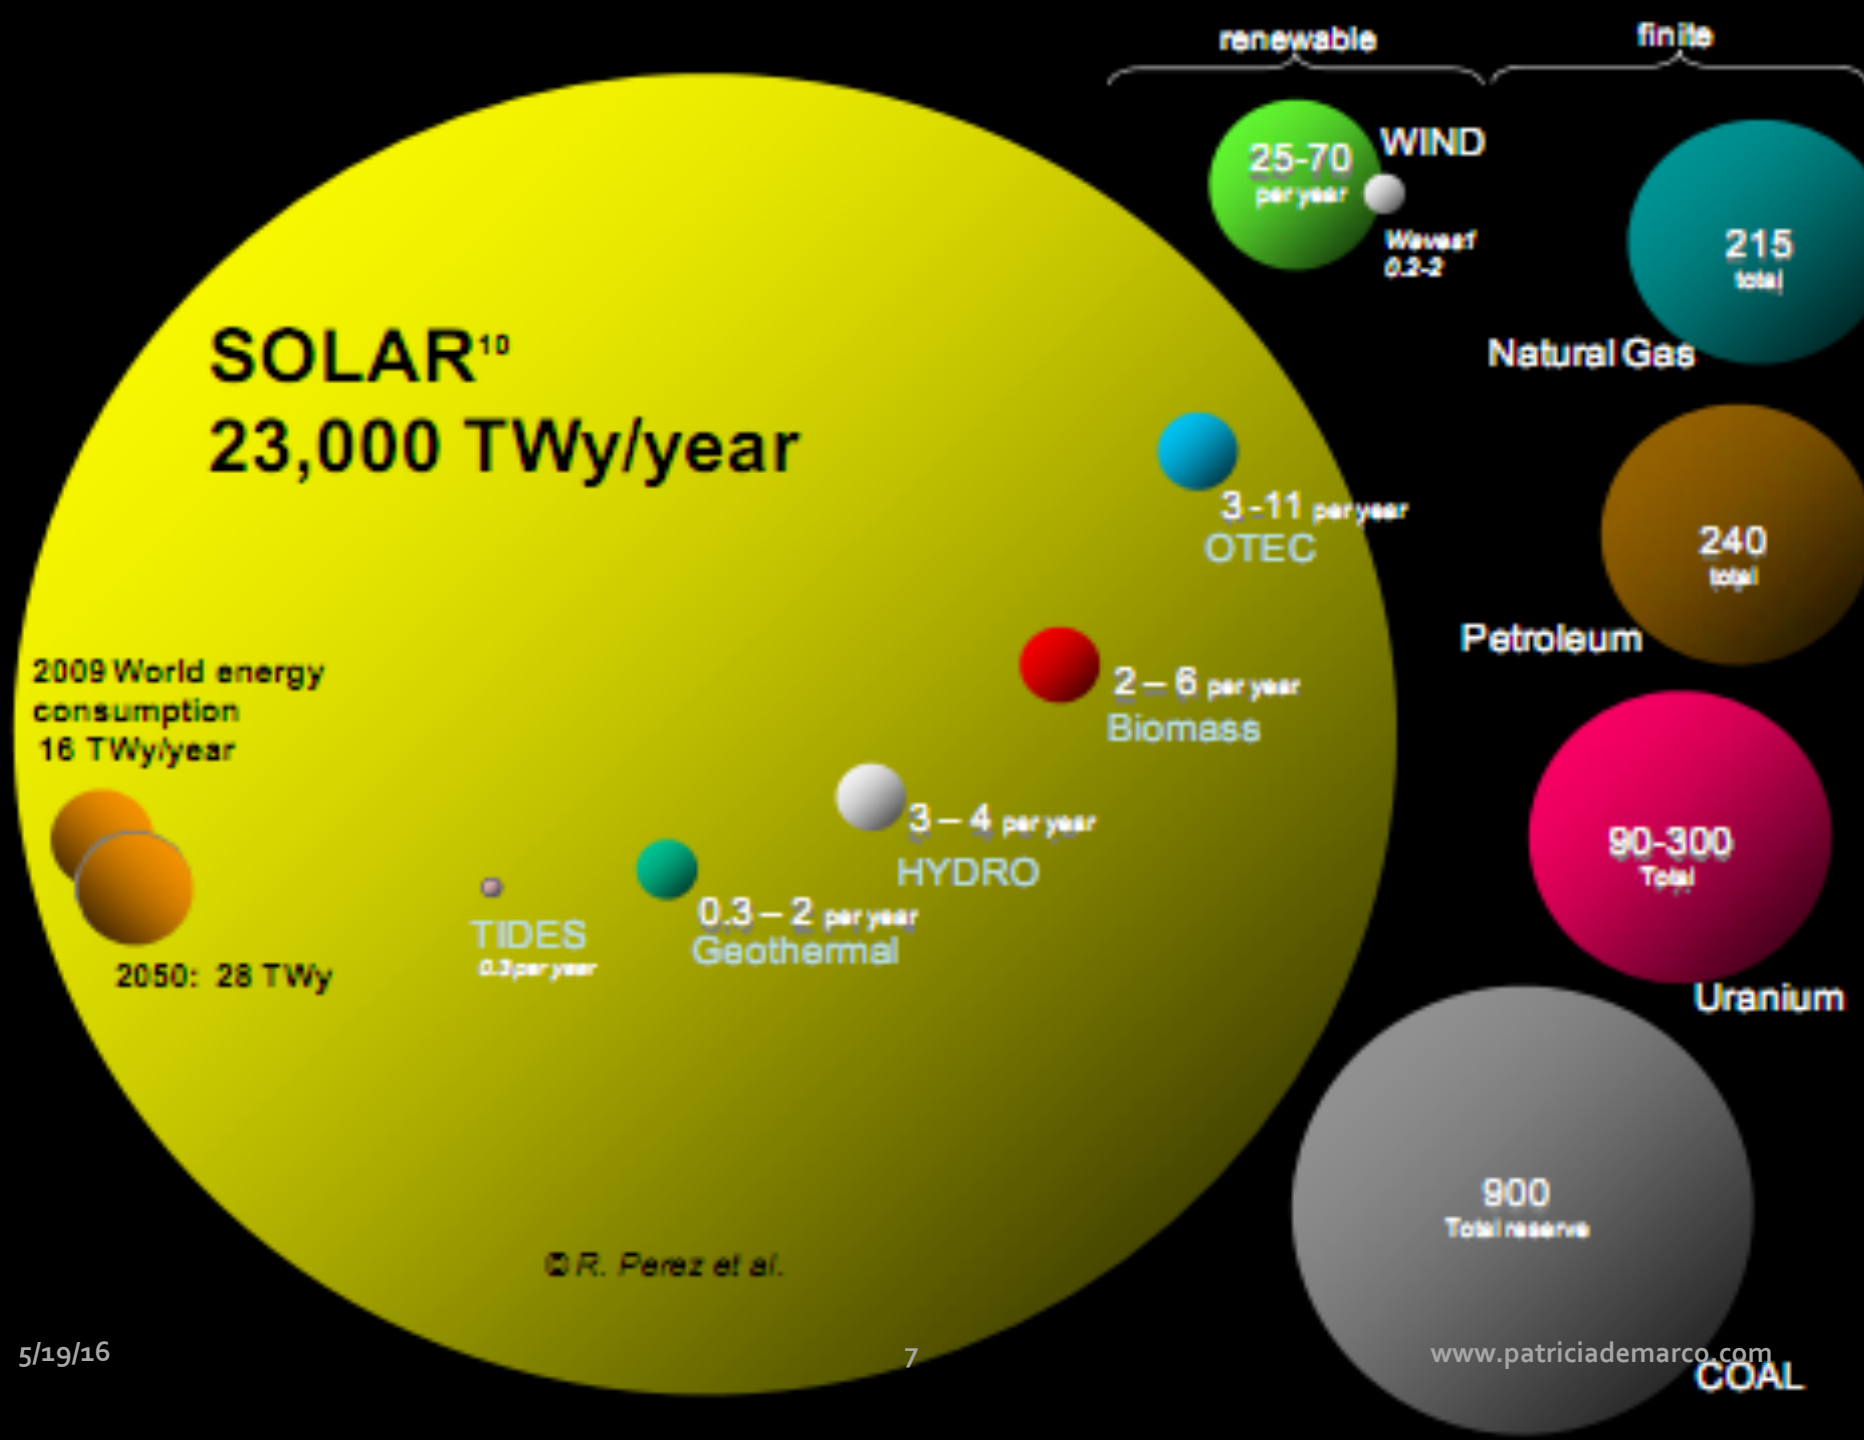 renewable
finite
25-70
per year
WIND
Waves1
0.2-2
215
total
Natural Gas
SOLAR10
23,000 TWy/year
3 -11 per year
OTEC
240
total
Petroleum
2009 World energy
consumption
16 TWy/year
2 – 6 per year
Biomass
3 – 4 per year
HYDRO
90-300
Total
Uranium
0.3 – 2 per year
Geothermal
TIDES
0.3 per year
2050: 28 TWy
900
Total reserve
© R. Perez et al.
COAL
5/19/16
7
www.patriciademarco.com